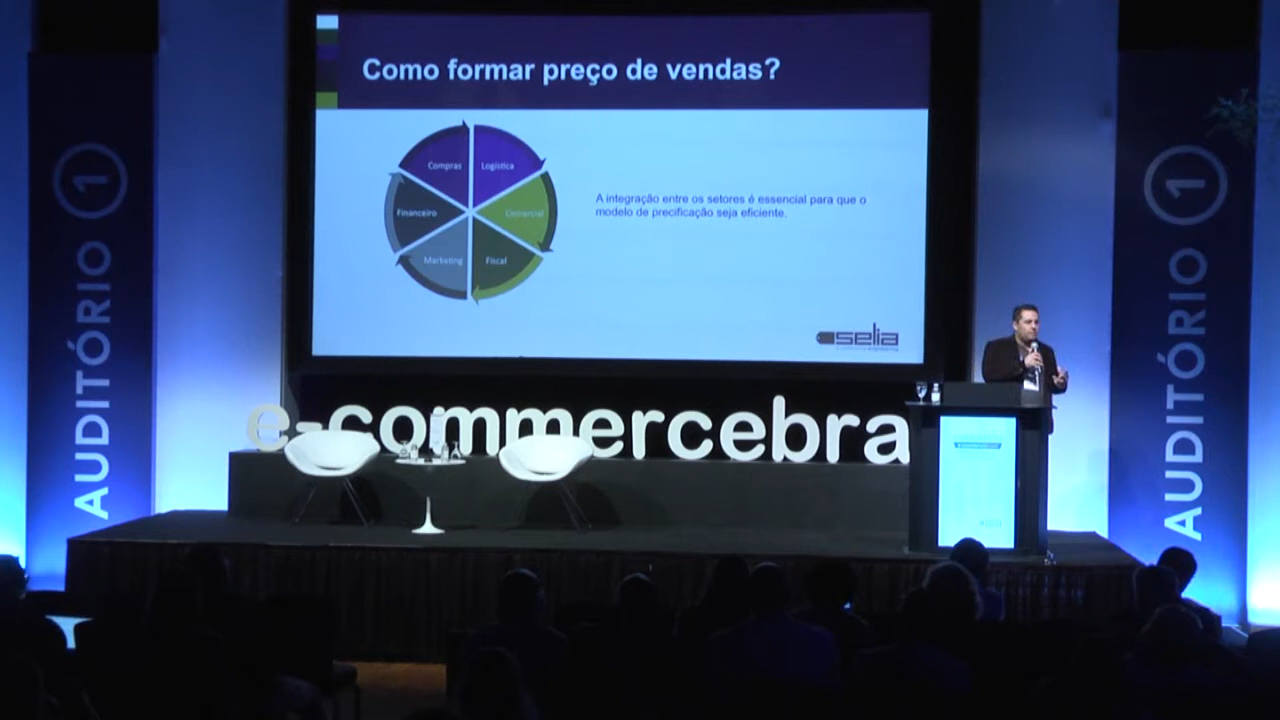 Como formar preço de vendas?
Compras
Logística
Financeiro
Comercial
Marketing
Fiscal
A integração entre os setores é essencial para que o
modelo de precificação seja eficiente.
selia
AUDITÓRIO 1
AUDITÓRIO 1
e-commercebra